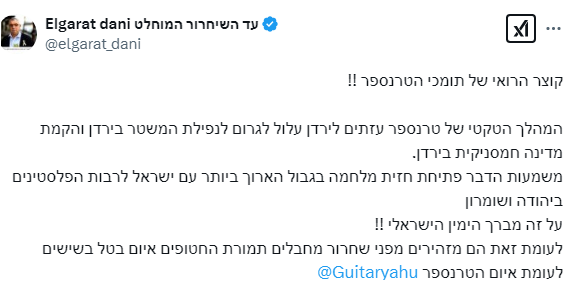 Elgarat dani עד השיחרור המוחלט
@elgarat_dani
קוצר הרואי של תומכי הטרנספר !!
המהלך הטקטי של טרנספר עזתים לירדן עלול לגרום לנפילת המשטר בירדן והקמת
מדינה חמסניקית בירדן.
משמעות הדבר פתיחת חזית מלחמה בגבול הארוך ביותר עם ישראל לרבות הפלסטינים
ביהודה ושומרון
על זה מברך הימין הישראלי !!
לעומת זאת הם מזהירים מפני שחרור מחבלים תמורת החטופים איום בטל בשישים
לעומת איום הטרנספר @Guitaryahu